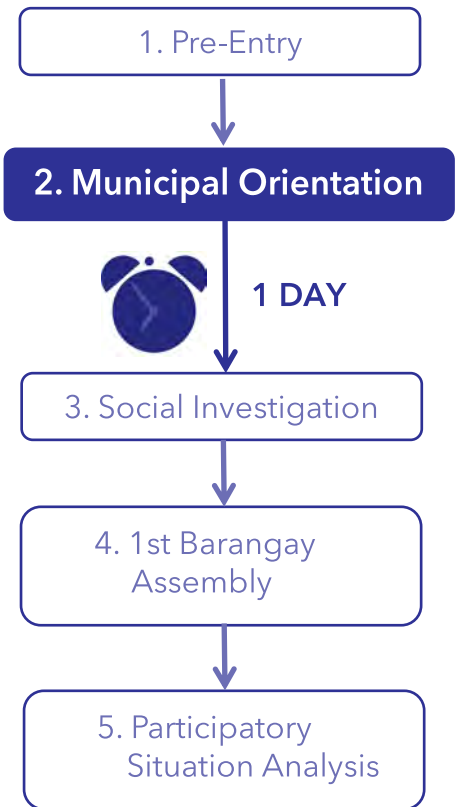 1. Pre-Entry
2. Municipal Orientation
1 DAY
3. Social Investigation
4. 1st Barangay
Assembly
5. Participatory
Situation Analysis